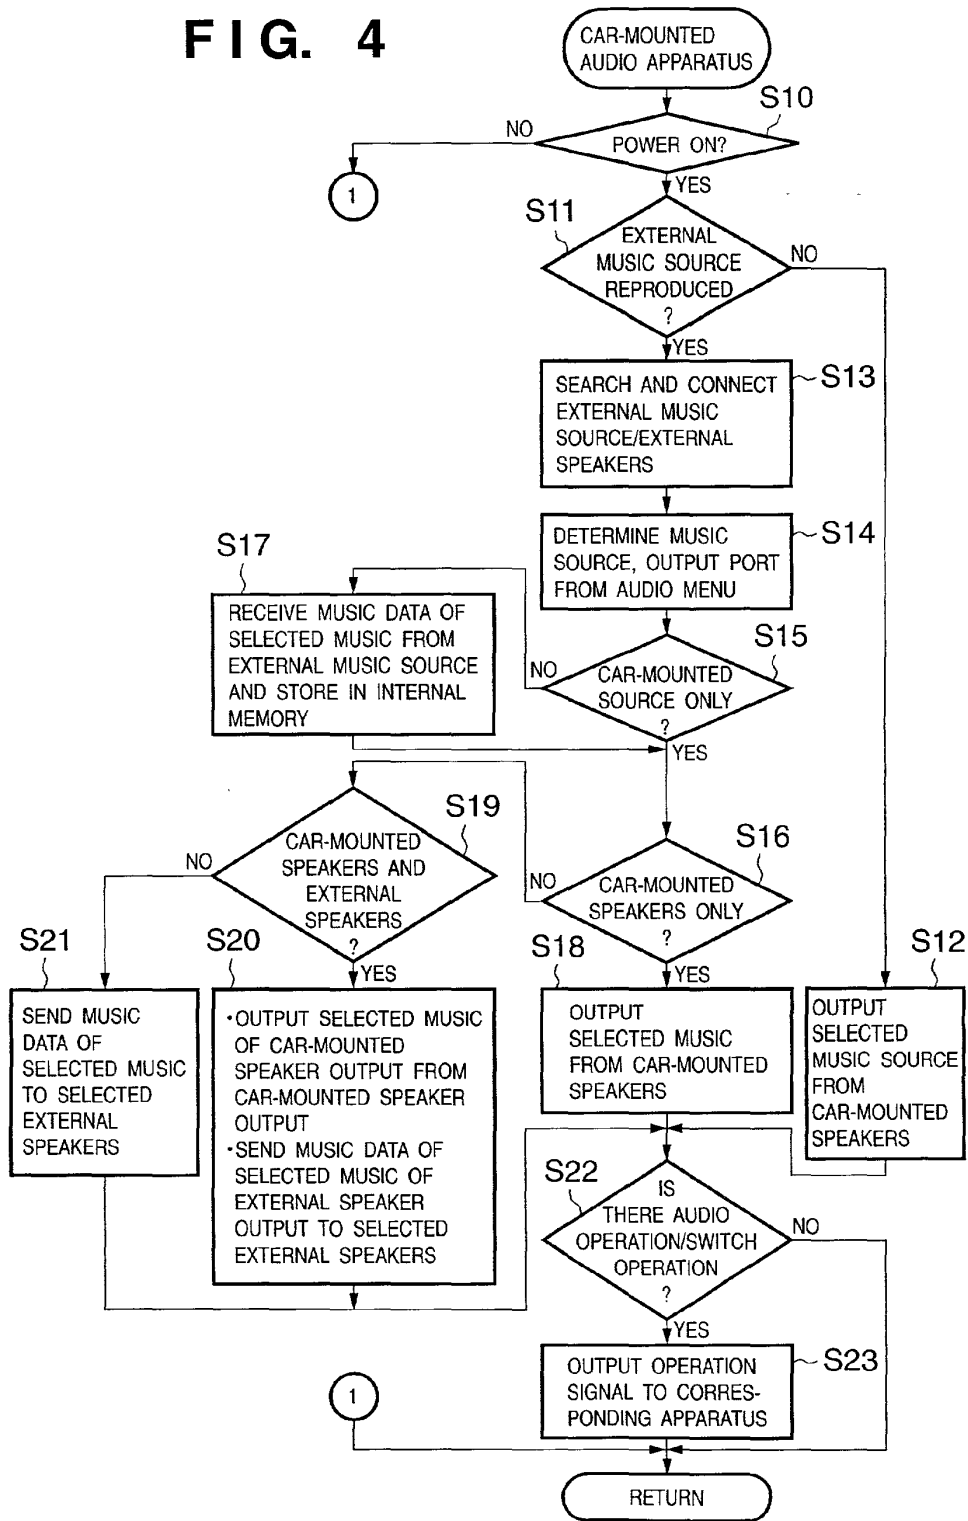 FIG. 4
CAR-MOUNTED
AUDIO APPARATUS
S10
NO
POWER ON?
YES
1
S11
EXTERNAL
MUSIC SOURCE
REPRODUCED
?
NO
YES
S13
SEARCH AND CONNECT
EXTERNAL MUSIC
SOURCE/EXTERNAL
SPEAKERS
S14
DETERMINE MUSIC
SOURCE, OUTPUT PORT
FROM AUDIO MENU
S17
RECEIVE MUSIC DATA OF
SELECTED MUSIC FROM
EXTERNAL MUSIC SOURCE
AND STORE IN INTERNAL
MEMORY
S15
NO
CAR-MOUNTED
SOURCE ONLY
?
YES
S19
NO
CAR-MOUNTED
SPEAKERS AND
EXTERNAL
SPEAKERS
?
YES
S16
NO
CAR-MOUNTED
SPEAKERS ONLY
?
YES
S21
SEND MUSIC
DATA OF
SELECTED MUSIC
TO SELECTED
EXTERNAL
SPEAKERS
S20
・OUTPUT SELECTED MUSIC
OF CAR-MOUNTED
SPEAKER OUTPUT FROM
CAR-MOUNTED SPEAKER
OUTPUT
・SEND MUSIC DATA OF
SELECTED MUSIC OF
EXTERNAL SPEAKER
OUTPUT TO SELECTED
EXTERNAL SPEAKERS
S18
OUTPUT
SELECTED MUSIC
FROM CAR-MOUNTED
SPEAKERS
S12
OUTPUT
SELECTED
MUSIC SOURCE
FROM
CAR-MOUNTED
SPEAKERS
S22
IS
THERE AUDIO
OPERATION/SWITCH
OPERATION
?
NO
YES
S23
OUTPUT OPERATION
SIGNAL TO CORRES-
PONDING APPARATUS
1
RETURN